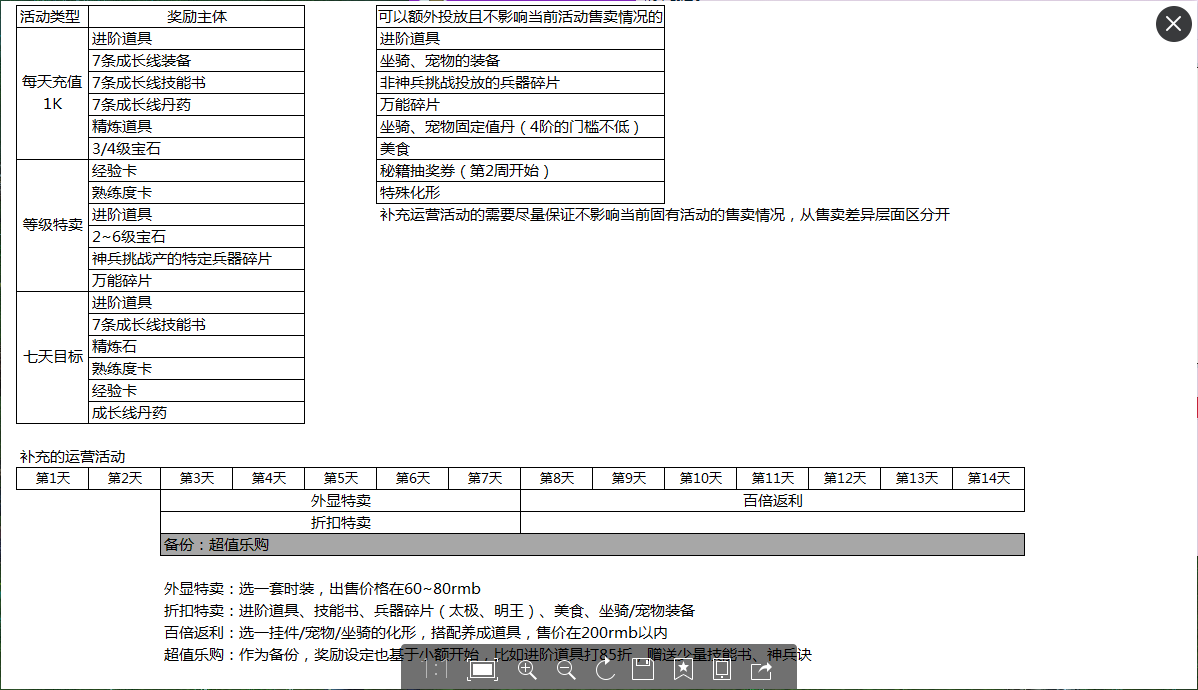 活动类型 奖励主体
每天充值1K
进阶道具
7条成长线装备
7条成长线技能书
7条成长线丹药
精炼道具
3/4级宝石
等级特卖
经验卡
熟练度卡
进阶道具
2~6级宝石
神兵挑战产的特定兵器碎片
万能碎片
七天目标
进阶道具
7条成长线技能书
精炼石
熟练度卡
经验卡
成长线丹药
可以额外投放且不影响当前活动售卖情况的
进阶道具
坐骑、宠物的装备
非神兵挑战投放的兵器碎片
万能碎片
坐骑、宠物固定值丹（4阶的门槛不低）
美食
秘籍抽奖券（第2周开始）
特殊化形
补充运营活动的需要尽量保证不影响当前固有活动的售卖情况，从售卖差异层面区分开
补充的运营活动
第1天 第2天 第3天 第4天 第5天 第6天 第7天 第8天 第9天 第10天 第11天 第12天 第13天 第14天
外显特卖 百倍返利
折扣特卖
备份：超值乐购
外显特卖：选一套时装，出售价格在60~80rmb
折扣特卖：进阶道具、技能书、兵器碎片（太极、明王）、美食、坐骑/宠物装备
百倍返利：选一挂件/宠物/坐骑的化形，搭配养成道具，售价在200rmb以内
超值乐购：作为备份，奖励设定也基于小额开始，比如进阶道具打85折，赠送少量技能书、神兵诀
1:1